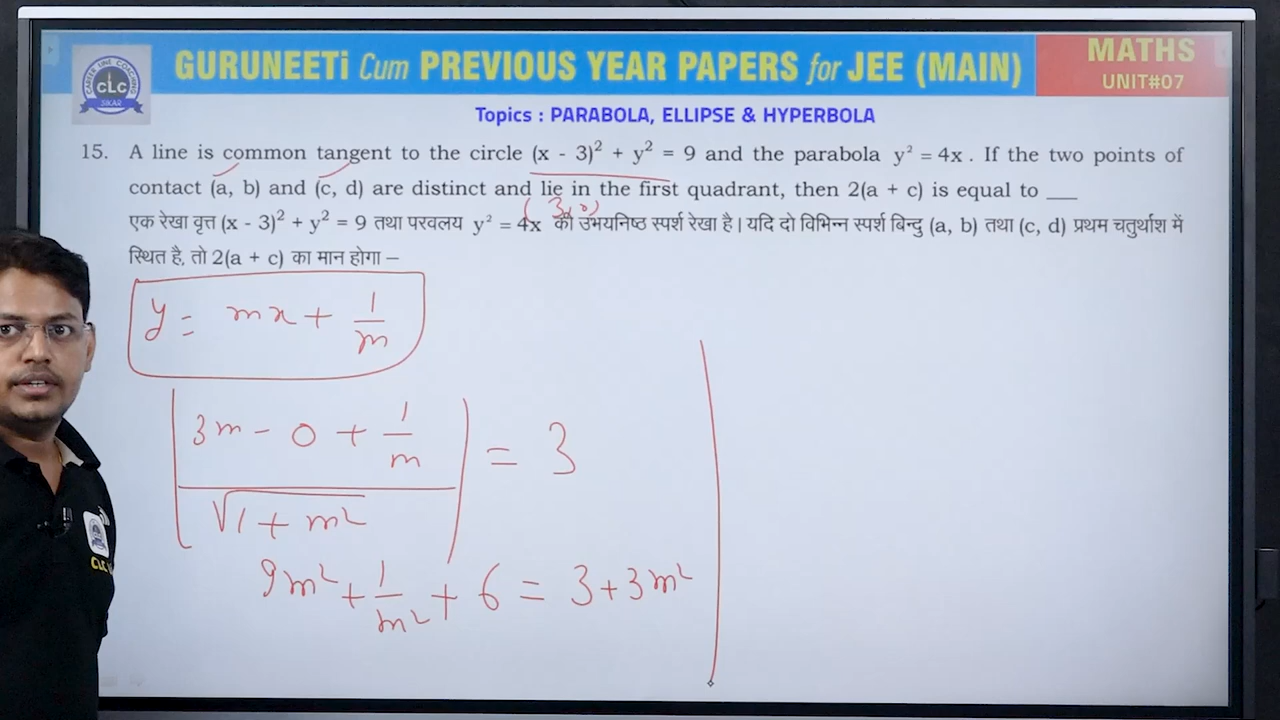 GURUNEETi Cum PREVIOUS YEAR PAPERS for JEE (MAIN)
MATHS
UNIT#07
CLC
SIKAR
Topics : PARABOLA, ELLIPSE & HYPERBOLA
15. A line is common tangent to the circle (x - 3)² + y² = 9 and the parabola y² = 4x . If the two points of
contact (a, b) and (c, d) are distinct and lie in the first quadrant, then 2(a + c) is equal to ___
(3,0)
एक रेखा वृत्त (x - 3)² + y² = 9 तथा परवलय y² = 4x की उभयनिष्ठ स्पर्श रेखा है। यदि दो विभिन्न स्पर्श बिन्दु (a, b) तथा (c, d) प्रथम चतुर्थाश में
स्थित है, तो 2(a + c) का मान होगा –
y = mx + 1/m
|(3m - 0 + 1/m)/√(1 + m²)| = 3
9m² + 1/m² + 6 = 3 + 3m²
CLC